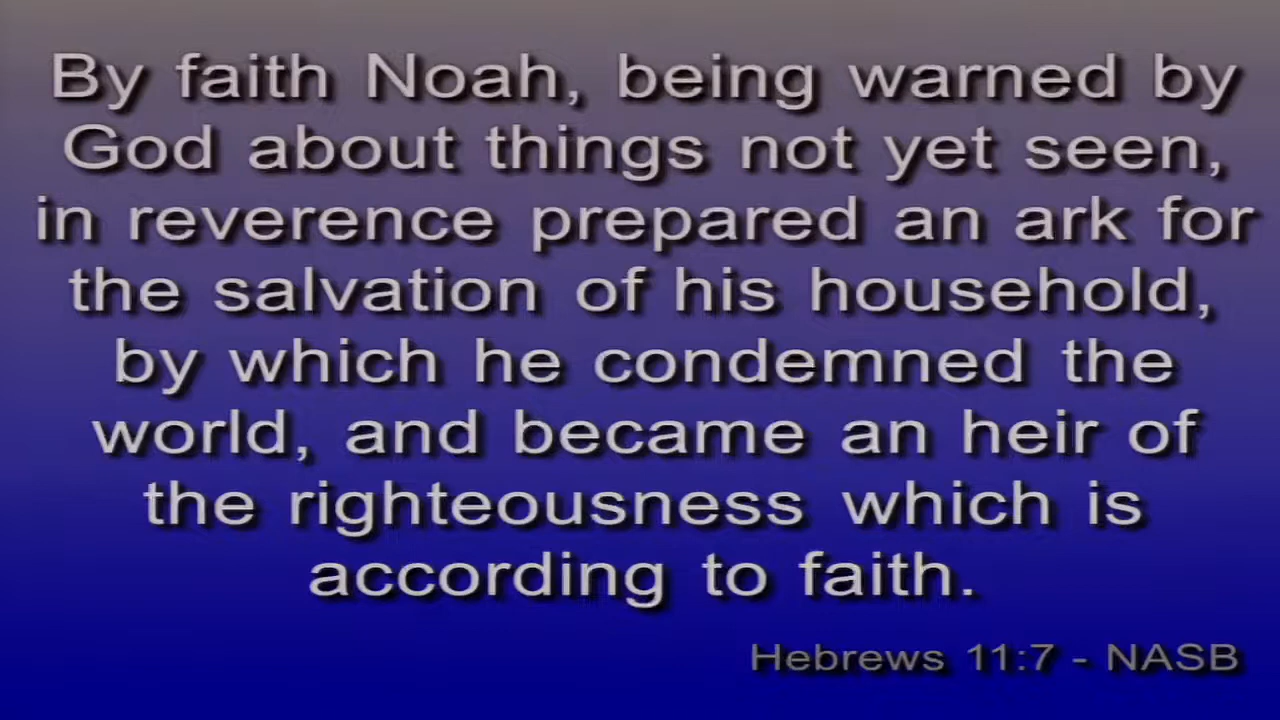 By faith Noah, being warned by
God about things not yet seen,
in reverence prepared an ark for
the salvation of his household,
by which he condemned the
world, and became an heir of
the righteousness which is
according to faith.
Hebrews 11:7 - NASB